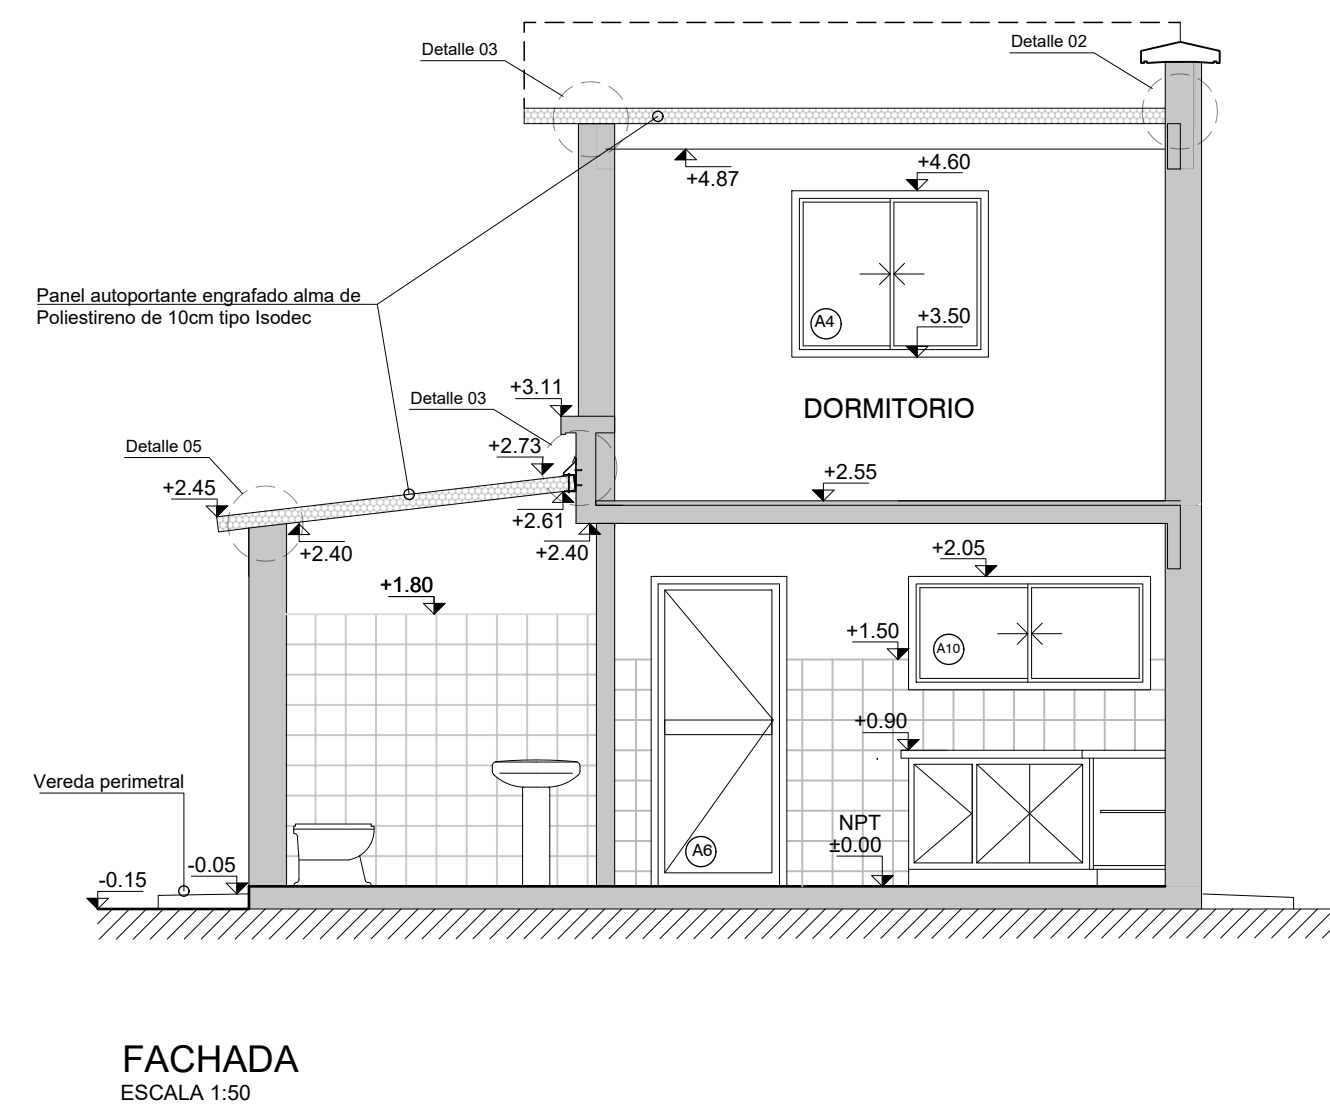 Detalle 03
Detalle 02
+4.60
+4.87
Panel autoportante engrafado alma de
Poliestireno de 10cm tipo Isodec
A4
+3.50
+3.11
Detalle 03
DORMITORIO
Detalle 05
+2.73
+2.55
+2.45
+2.61
+2.40
+2.40
+2.05
+1.80
+1.50
A10
+0.90
Vereda perimetral
NPT
±0.00
A6
-0.05
-0.15
FACHADA
ESCALA 1:50